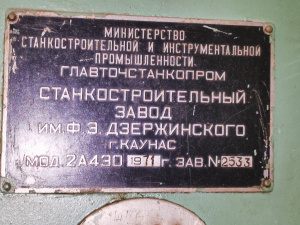 МИНИСТЕРСТВО
СТАНКОСТРОИТЕЛЬНОЙ И ИНСТРУМЕНТАЛЬНОЙ
ПРОМЫШЛЕННОСТИ
ГЛАВТОЧСТАНКОПРОМ
СТАНКОСТРОИТЕЛЬНЫЙ
ЗАВОД
ИМ. Ф. Э. ДЗЕРЖИНСКОГО
Г. КАУНАС
МОД. 2А430 1971 Г. ЗАВ. № 2533